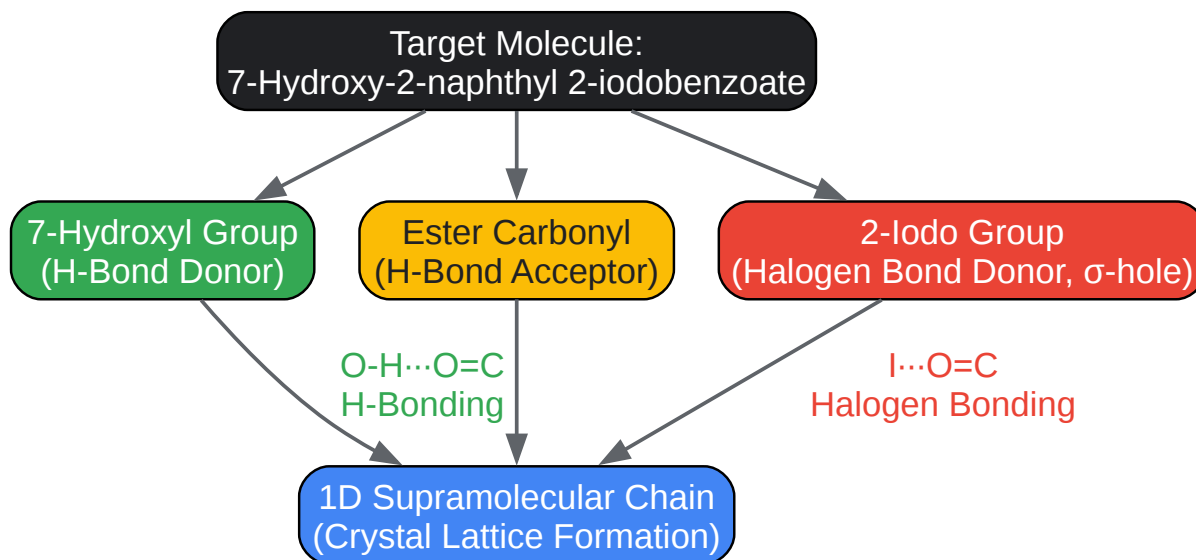 Target Molecule:
7-Hydroxy-2-naphthyl 2-iodobenzoate
7-Hydroxyl Group
(H-Bond Donor)
Ester Carbonyl
(H-Bond Acceptor)
2-Iodo Group
(Halogen Bond Donor, σ-hole)
O-H···O=C
H-Bonding
I···O=C
Halogen Bonding
1D Supramolecular Chain
(Crystal Lattice Formation)